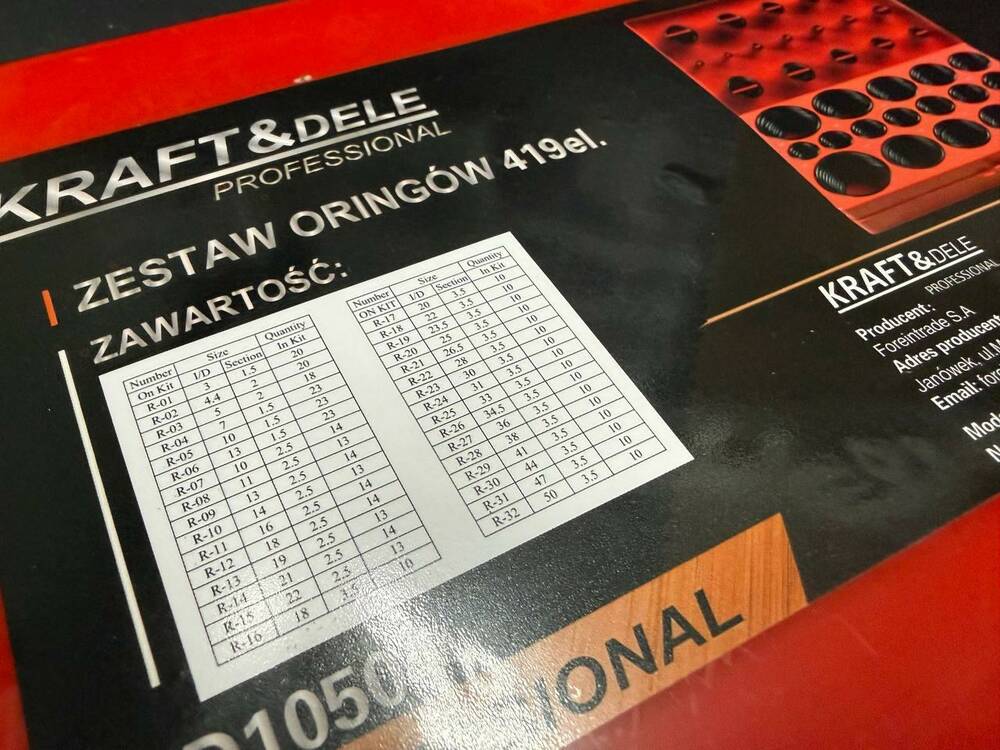 KRAFT&DELE
PROFESSIONAL
ZESTAW ORINGÓW 419el.
ZAWARTOŚĆ:
Number Size Quantity
On Kit I/D Section In Kit
R-01 3 1.5 20
R-02 4.4 2 20
R-03 5 2 18
R-04 7 1.5 23
R-05 1.5 23
R-06 10 1.5 23
R-07 10 2.5 14
R-08 11 2.5 13
R-09 13 2.5 14
R-10 14 2.5 13
R-11 16 2.5 14
R-12 18 2.5 14
R-13 19 2.5 13
R-14 21 2.5 14
R-15 22 2.5 13
R-16 18 3.5 10
Number Size Quantity
ON KIT I/D Section In Kit
R-17 20 3.5 10
R-18 22 3.5 10
R-19 23.5 3.5 10
R-20 25 3.5 10
R-21 26.5 3.5 10
R-22 28 3.5 10
R-23 30 3.5 10
R-24 31 3.5 10
R-25 33 3.5 10
R-26 34.5 3.5 10
R-27 36 3.5 10
R-28 38 3.5 10
R-29 41 3.5 10
R-30 44 3.5 10
R-31 47 3.5 10
R-32 50 3.5 10
KRAFT&DELE
PROFESSIONAL
Producent:
Foreintrade S.A
Adres producent
Janówek, ul.
Email: for
Mod